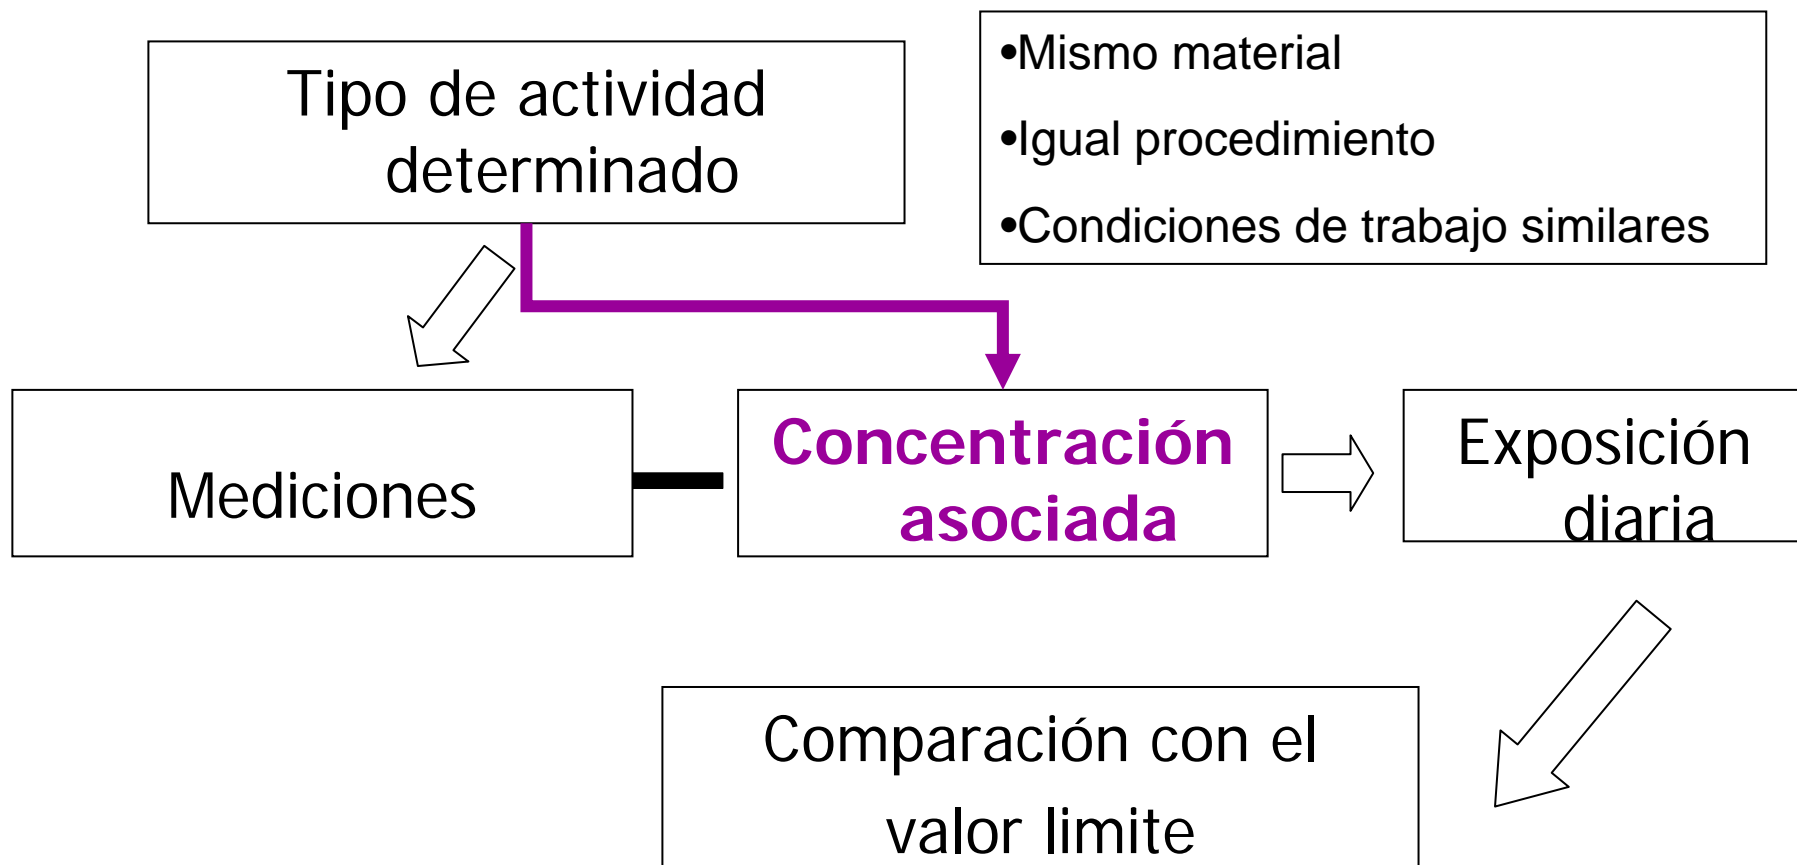 Tipo de actividad
determinado
•Mismo material
•Igual procedimiento
•Condiciones de trabajo similares
Mediciones
Concentración
asociada
Exposición
diaria
Comparación con el
valor limite